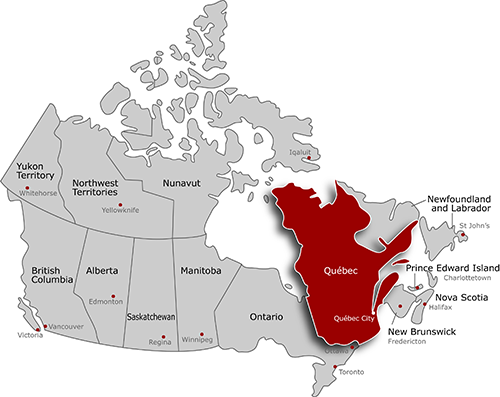 Iqaluit
Yukon
Territory
Whitehorse
Northwest
Territories
Yellowknife
Nunavut
Newfoundland
and Labrador
St John's
British
Columbia
Alberta
Edmonton
Manitoba
Québec
Prince Edward Island
Charlottetown
Nova Scotia
Halifax
Saskatchewan
Ontario
Québec City
New Brunswick
Fredericton
Vancouver
Victoria
Regina
Winnipeg
Ottawa
Toronto